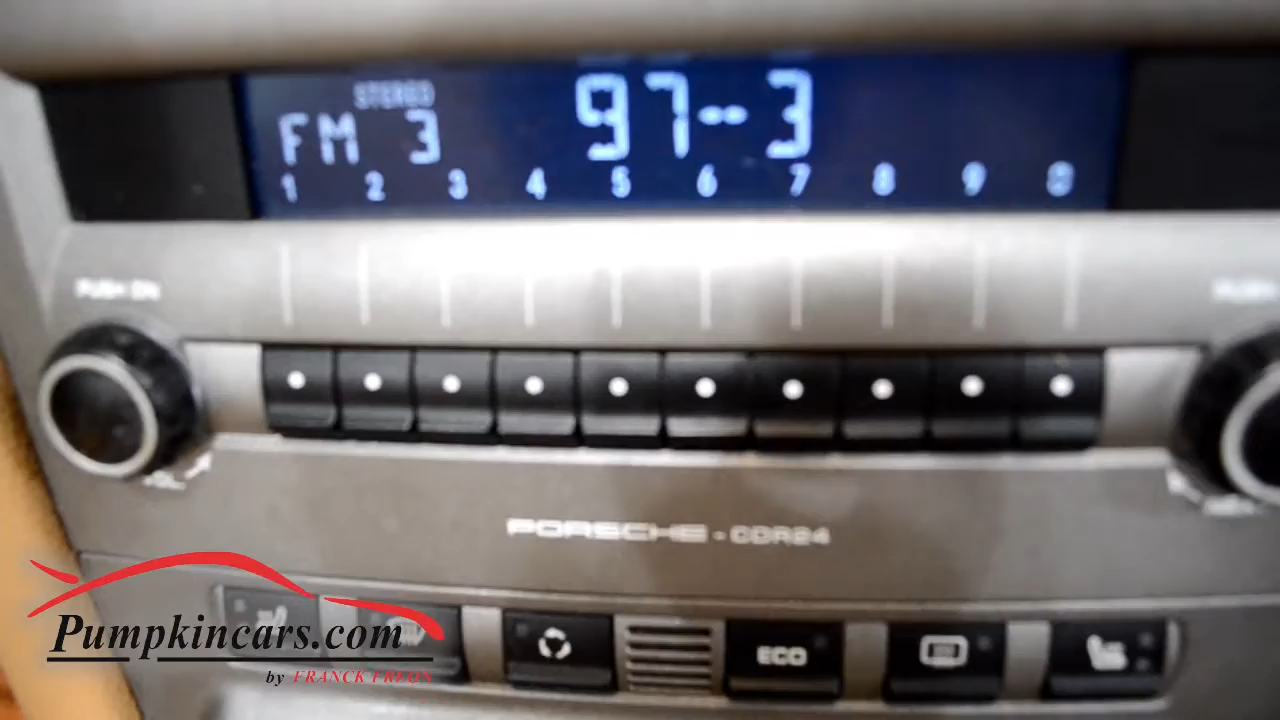 STEREO
FM 3 97--3
1 2 3 4 5 6 7 8 9 0
PUSH ON PUSH
PORSCHE - CDR24
ECO
Pumpkincars.com
by FRANCK FREON